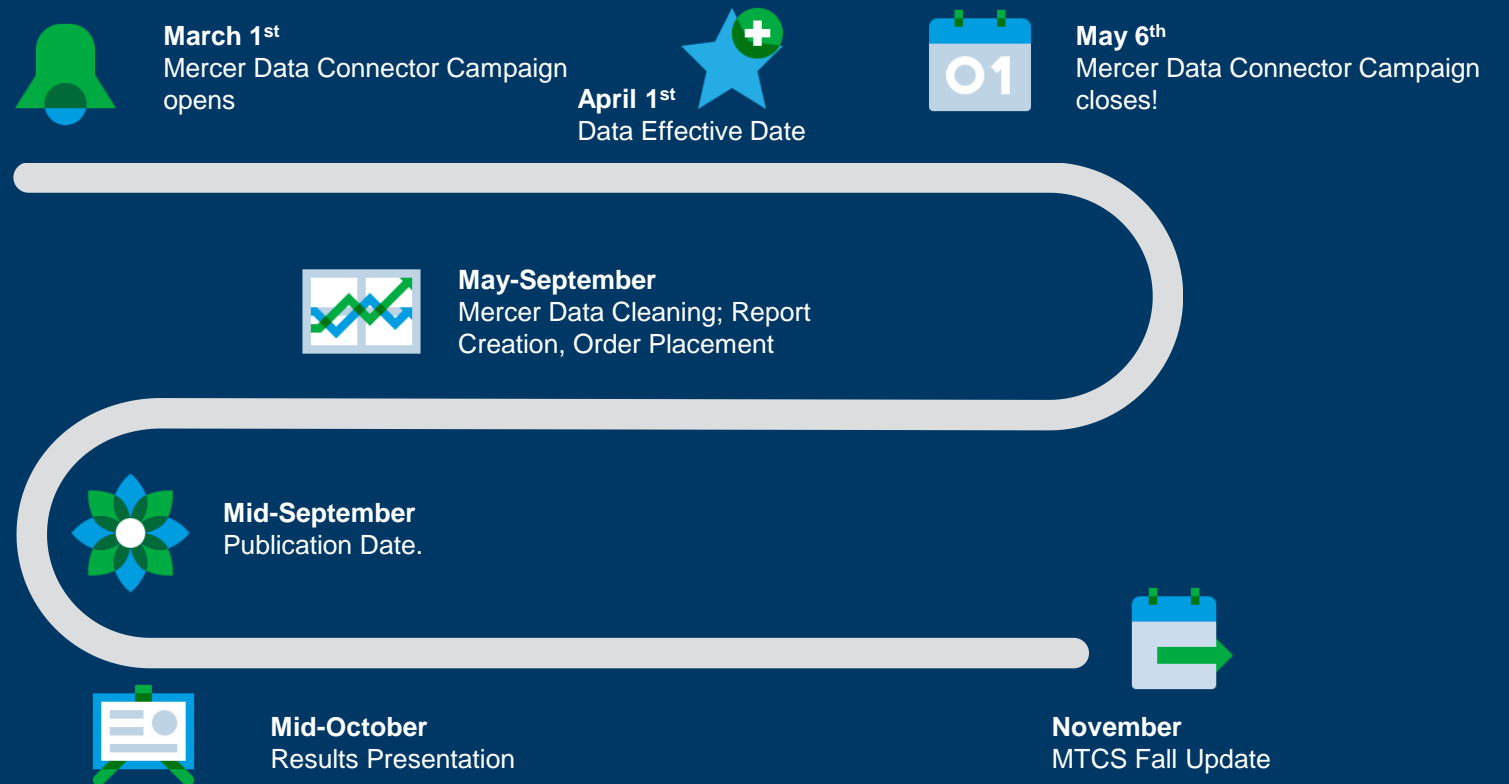 March 1st
Mercer Data Connector Campaign
opens
April 1st
Data Effective Date
01
May 6th
Mercer Data Connector Campaign
closes!
May-September
Mercer Data Cleaning; Report
Creation, Order Placement
Mid-September
Publication Date.
Mid-October
Results Presentation
November
MTCS Fall Update